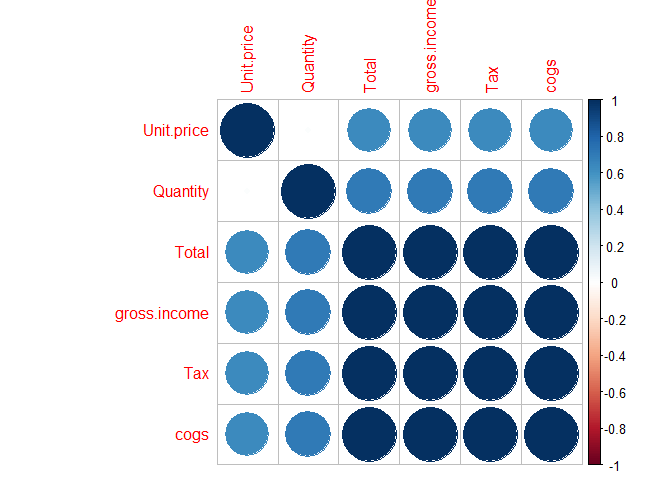 Unit.price
Quantity
Total
gross.income
Tax
cogs
Unit.price
Quantity
Total
gross.income
Tax
cogs
1
0.8
0.6
0.4
0.2
0
-0.2
-0.4
-0.6
-0.8
-1